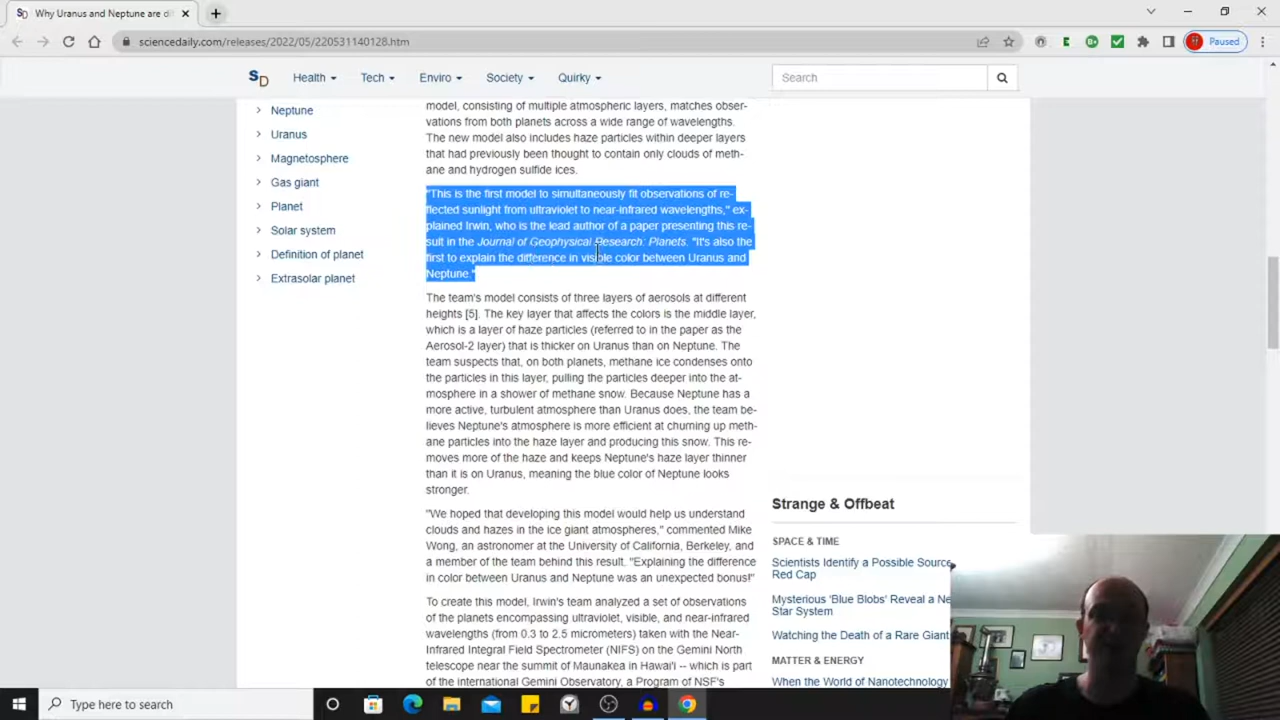 Why Uranus and Neptune are di
sciencedaily.com/releases/2022/05/220531140128.htm
Paused
SD
Health
Tech
Enviro
Society
Quirky
Search
Neptune
Uranus
Magnetosphere
Gas giant
Planet
Solar system
Definition of planet
Extrasolar planet
model, consisting of multiple atmospheric layers, matches obser-
vations from both planets across a wide range of wavelengths.
The new model also includes haze particles within deeper layers
that had previously been thought to contain only clouds of meth-
ane and hydrogen sulfide ices.
"This is the first model to simultaneously fit observations of re-
flected sunlight from ultraviolet to near-infrared wavelengths," ex-
plained Irwin, who is the lead author of a paper presenting this re-
sult in the Journal of Geophysical Research: Planets. "It's also the
first to explain the difference in visible color between Uranus and
Neptune."
The team's model consists of three layers of aerosols at different
heights [5]. The key layer that affects the colors is the middle layer,
which is a layer of haze particles (referred to in the paper as the
Aerosol-2 layer) that is thicker on Uranus than on Neptune. The
team suspects that, on both planets, methane ice condenses onto
the particles in this layer, pulling the particles deeper into the at-
mosphere in a shower of methane snow. Because Neptune has a
more active, turbulent atmosphere than Uranus does, the team be-
lieves Neptune's atmosphere is more efficient at churning up meth-
ane particles into the haze layer and producing this snow. This re-
moves more of the haze and keeps Neptune's haze layer thinner
than it is on Uranus, meaning the blue color of Neptune looks
stronger.
"We hoped that developing this model would help us understand
clouds and hazes in the ice giant atmospheres," commented Mike
Wong, an astronomer at the University of California, Berkeley, and
a member of the team behind this result. "Explaining the difference
in color between Uranus and Neptune was an unexpected bonus!"
To create this model, Irwin's team analyzed a set of observations
of the planets encompassing ultraviolet, visible, and near-infrared
wavelengths (from 0.3 to 2.5 micrometers) taken with the Near-
Infrared Integral Field Spectrometer (NIFS) on the Gemini North
telescope near the summit of Maunakea in Hawai'i -- which is part
of the international Gemini Observatory, a Program of NSF's
Strange & Offbeat
SPACE & TIME
Scientists Identify a Possible Source
Red Cap
Mysterious 'Blue Blobs' Reveal a Ne
Star System
Watching the Death of a Rare Giant
MATTER & ENERGY
When the World of Nanotechnology
Type here to search